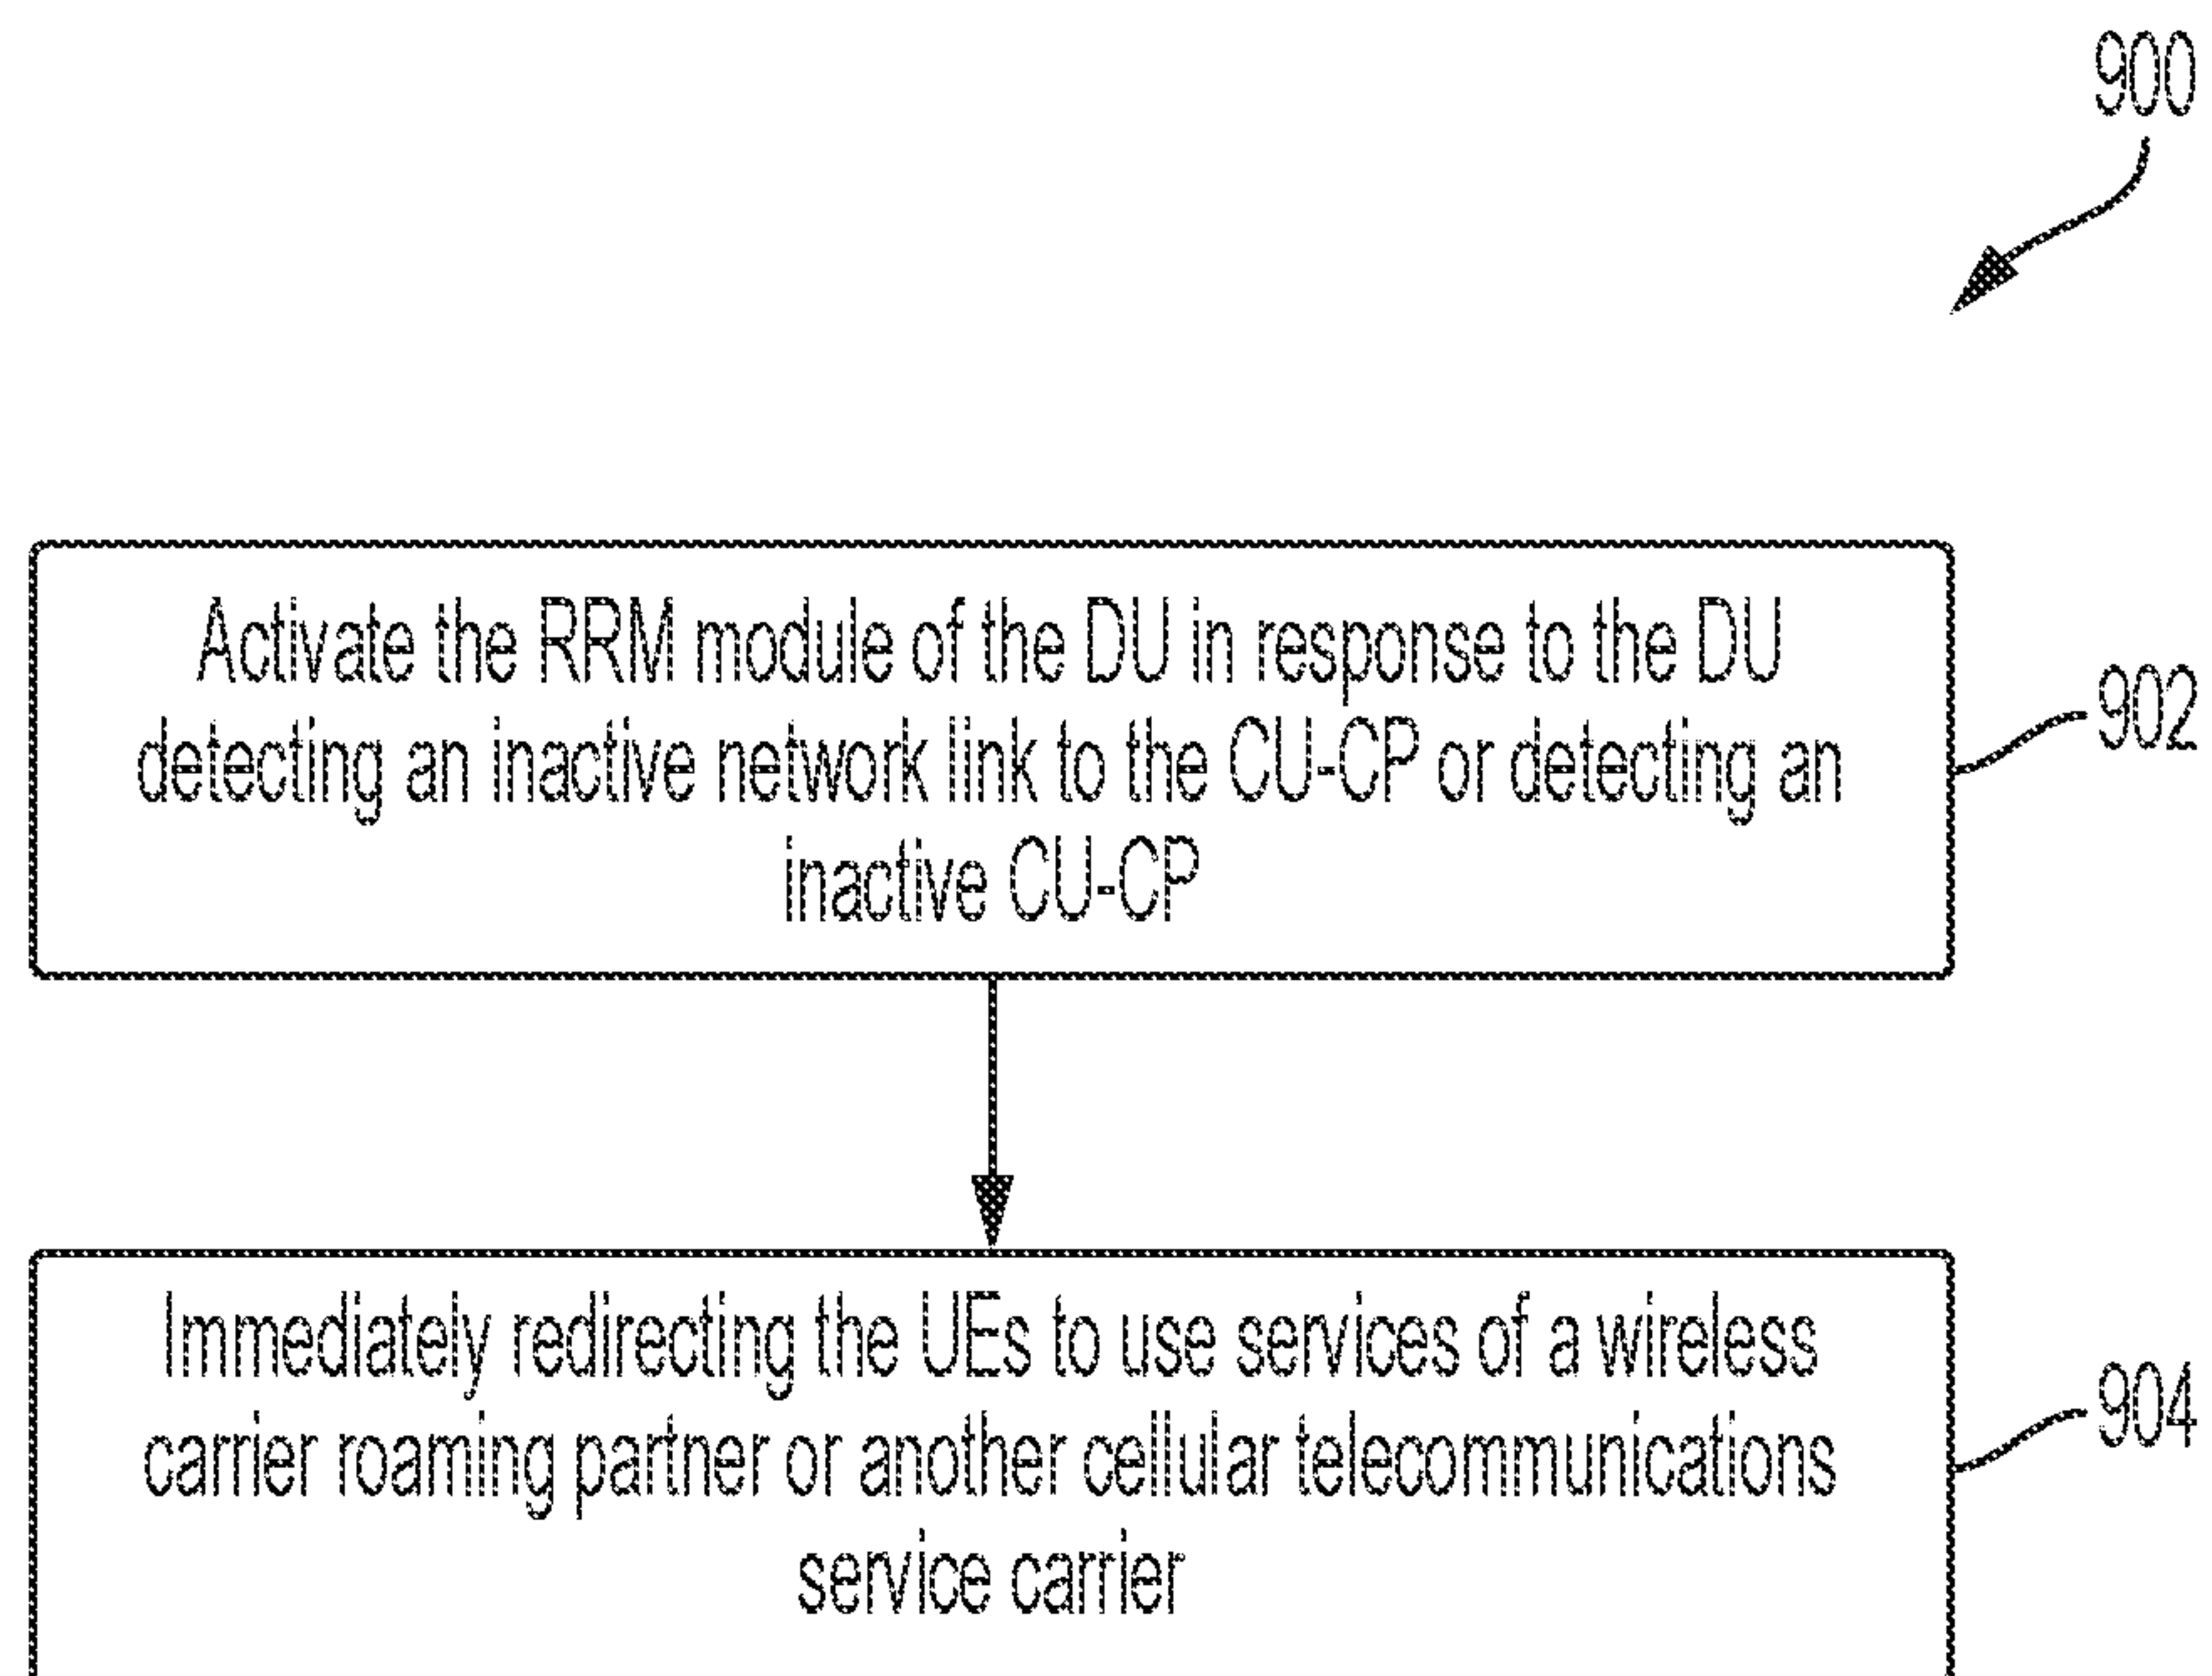 900
Activate the RRM module of the DU in response to the DU
detecting an inactive network link to the CU-CP or detecting an
inactive CU-CP
902
Immediately redirecting the UEs to use services of a wireless
carrier roaming partner or another cellular telecommunications
service carrier
904